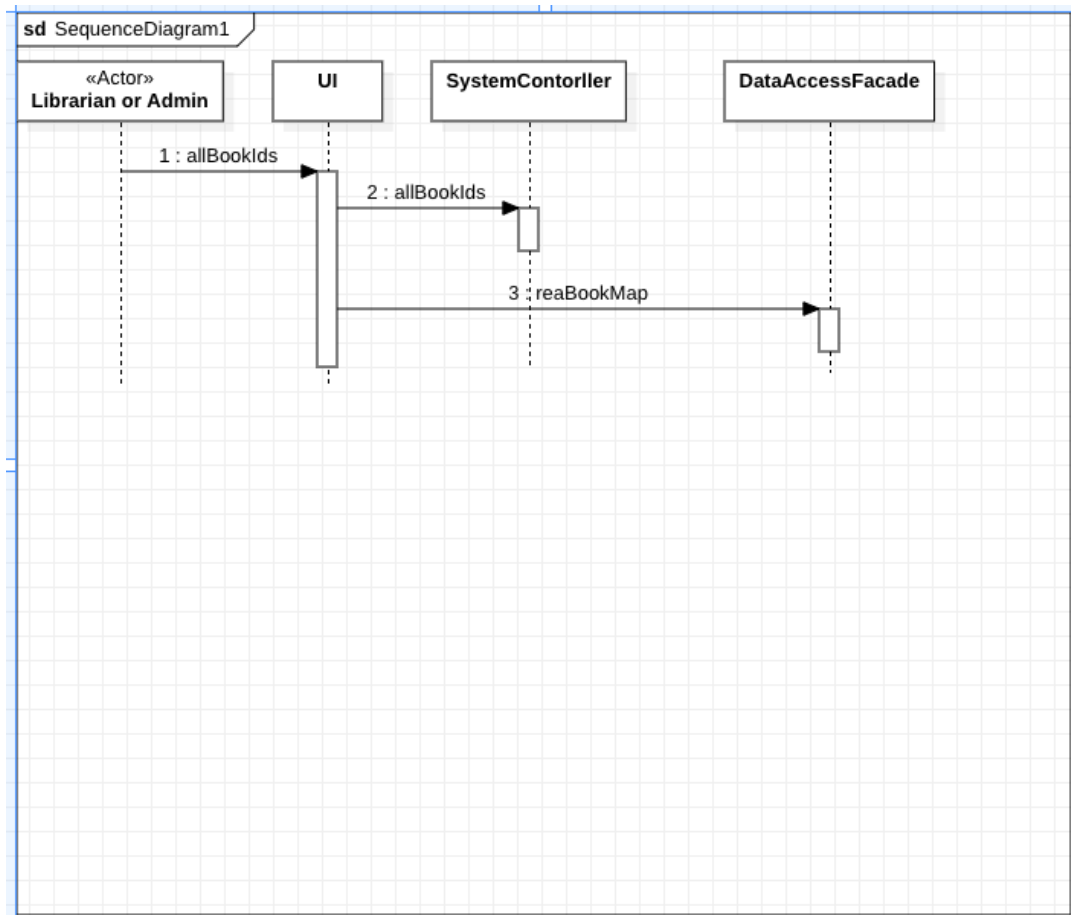 sd SequenceDiagram1
«Actor»
Librarian or Admin
UI
SystemContorller
DataAccessFacade
1 : allBookIds
2 : allBookIds
3 : reaBookMap